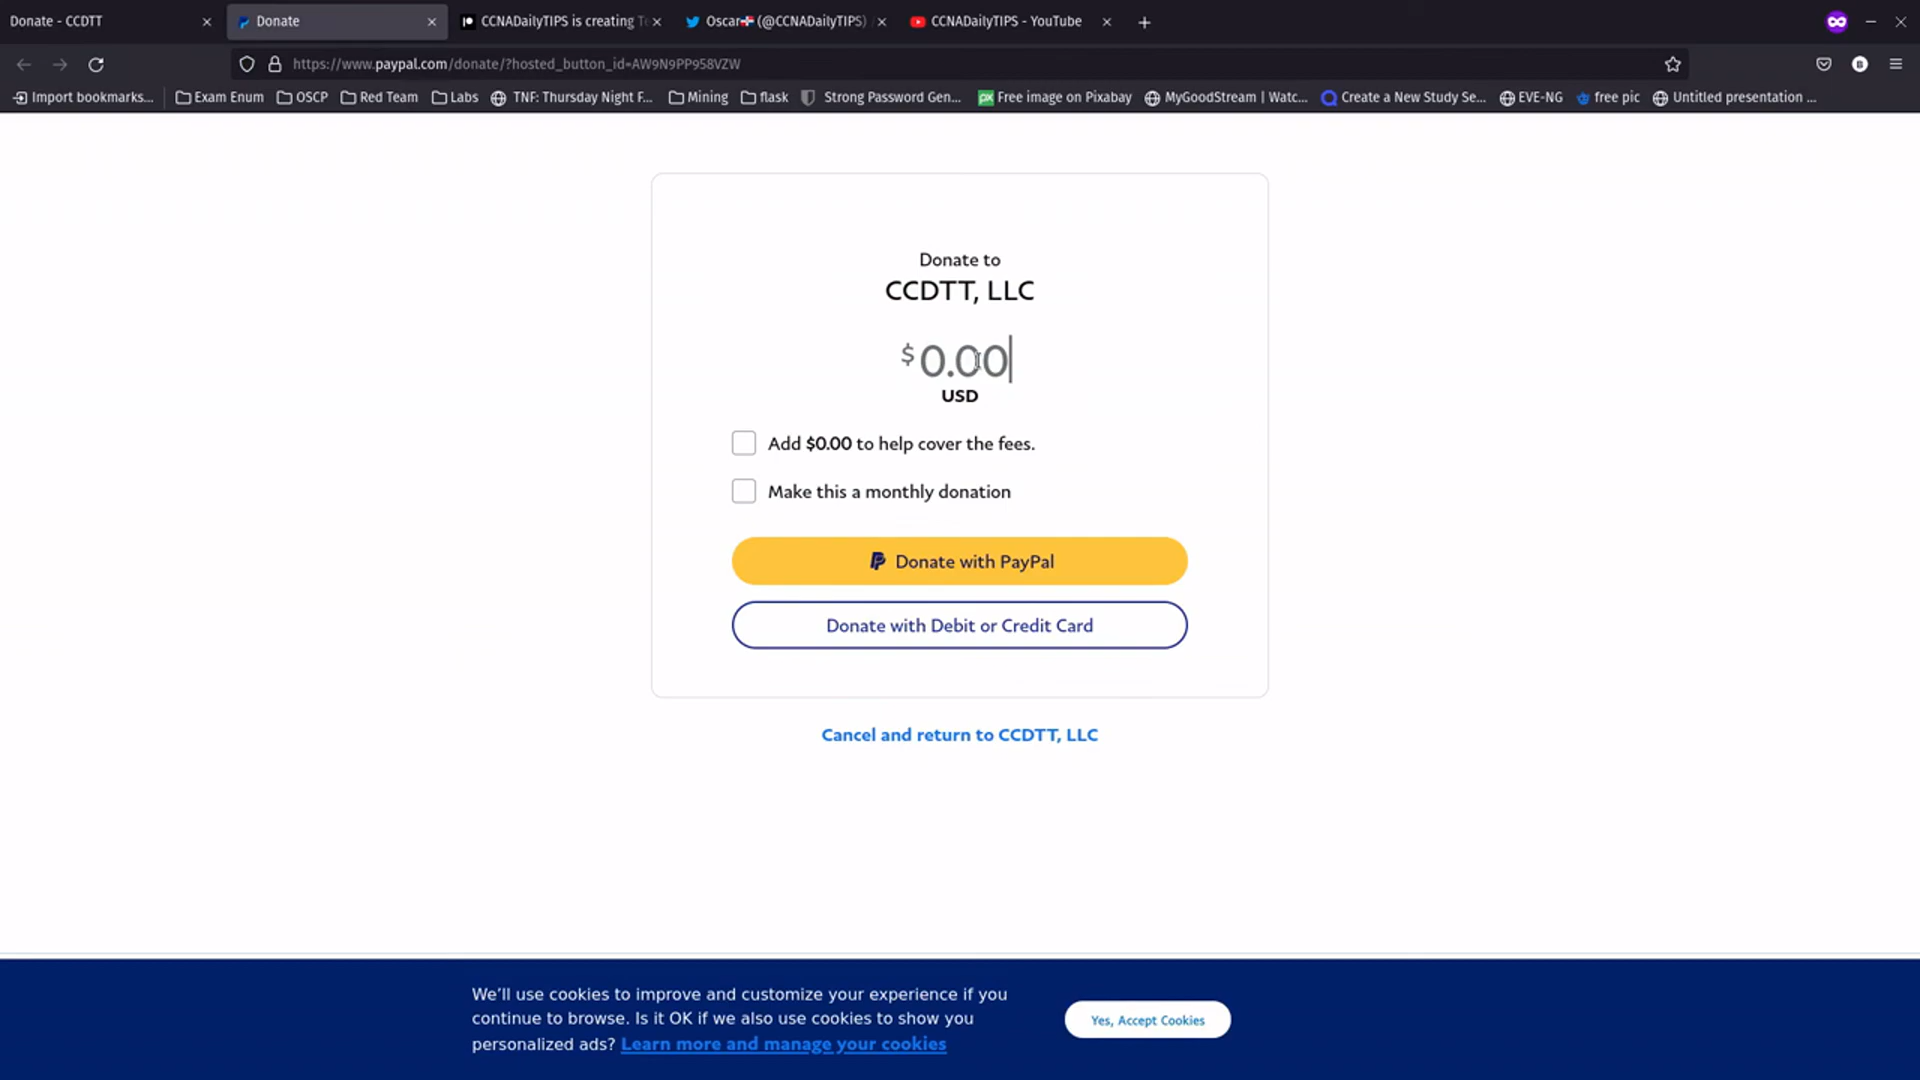 Donate - CCDTT
Donate
CCNADailyTIPS is creating Te
Oscar (@CCNADailyTIPS) /
CCNADailyTIPS - YouTube
https://www.paypal.com/donate/?hosted_button_id=AW9N9PP958VZW
Import bookmarks...
Exam Enum
OSCP
Red Team
Labs
TNF: Thursday Night F...
Mining
flask
Strong Password Gen...
Free image on Pixabay
MyGoodStream | Watc...
Create a New Study Se...
EVE-NG
free pic
Untitled presentation ...
Donate to
CCDTT, LLC
$0.00
USD
Add $0.00 to help cover the fees.
Make this a monthly donation
Donate with PayPal
Donate with Debit or Credit Card
Cancel and return to CCDTT, LLC
We'll use cookies to improve and customize your experience if you
continue to browse. Is it OK if we also use cookies to show you
personalized ads? Learn more and manage your cookies
Yes, Accept Cookies